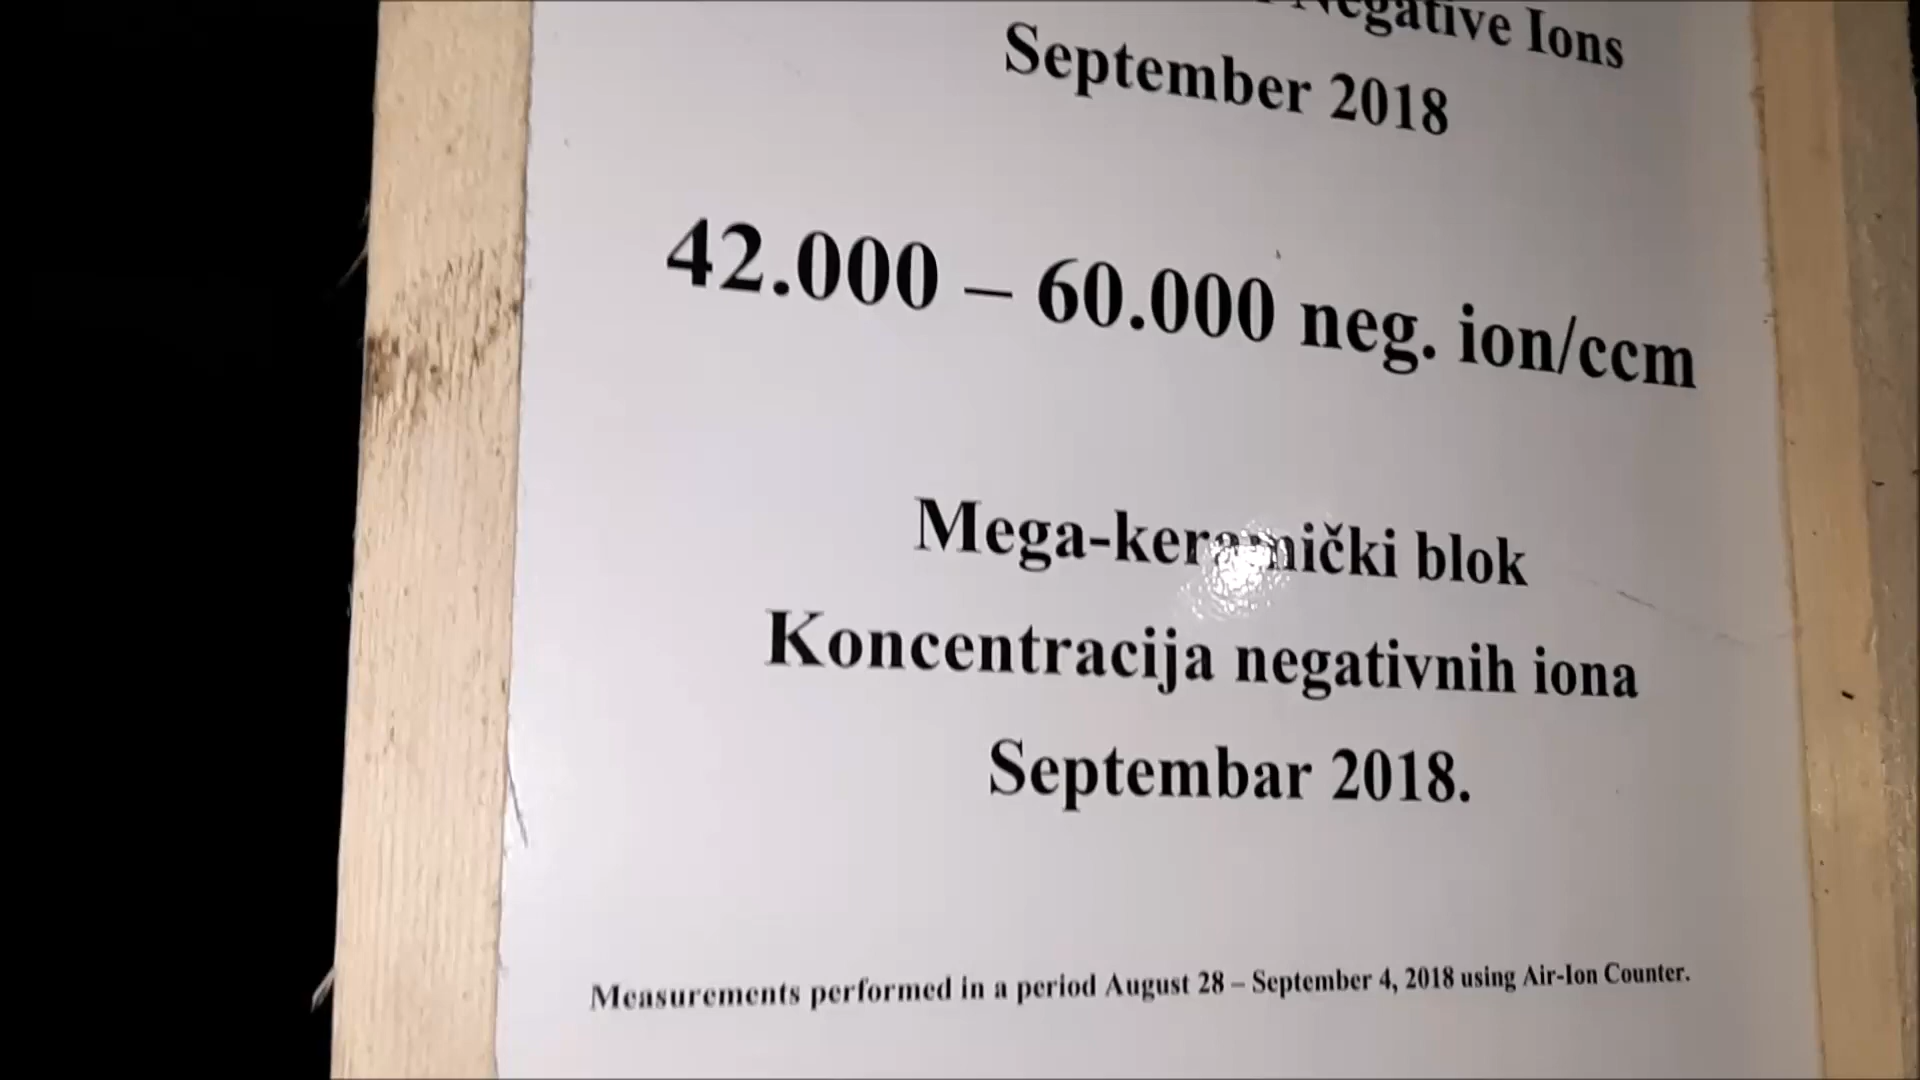 Negative Ions
September 2018
42.000 – 60.000 neg. ion/ccm
Mega-keramički blok
Koncentracija negativnih iona
Septembar 2018.
Measurements performed in a period August 28 – September 4, 2018 using Air-Ion Counter.